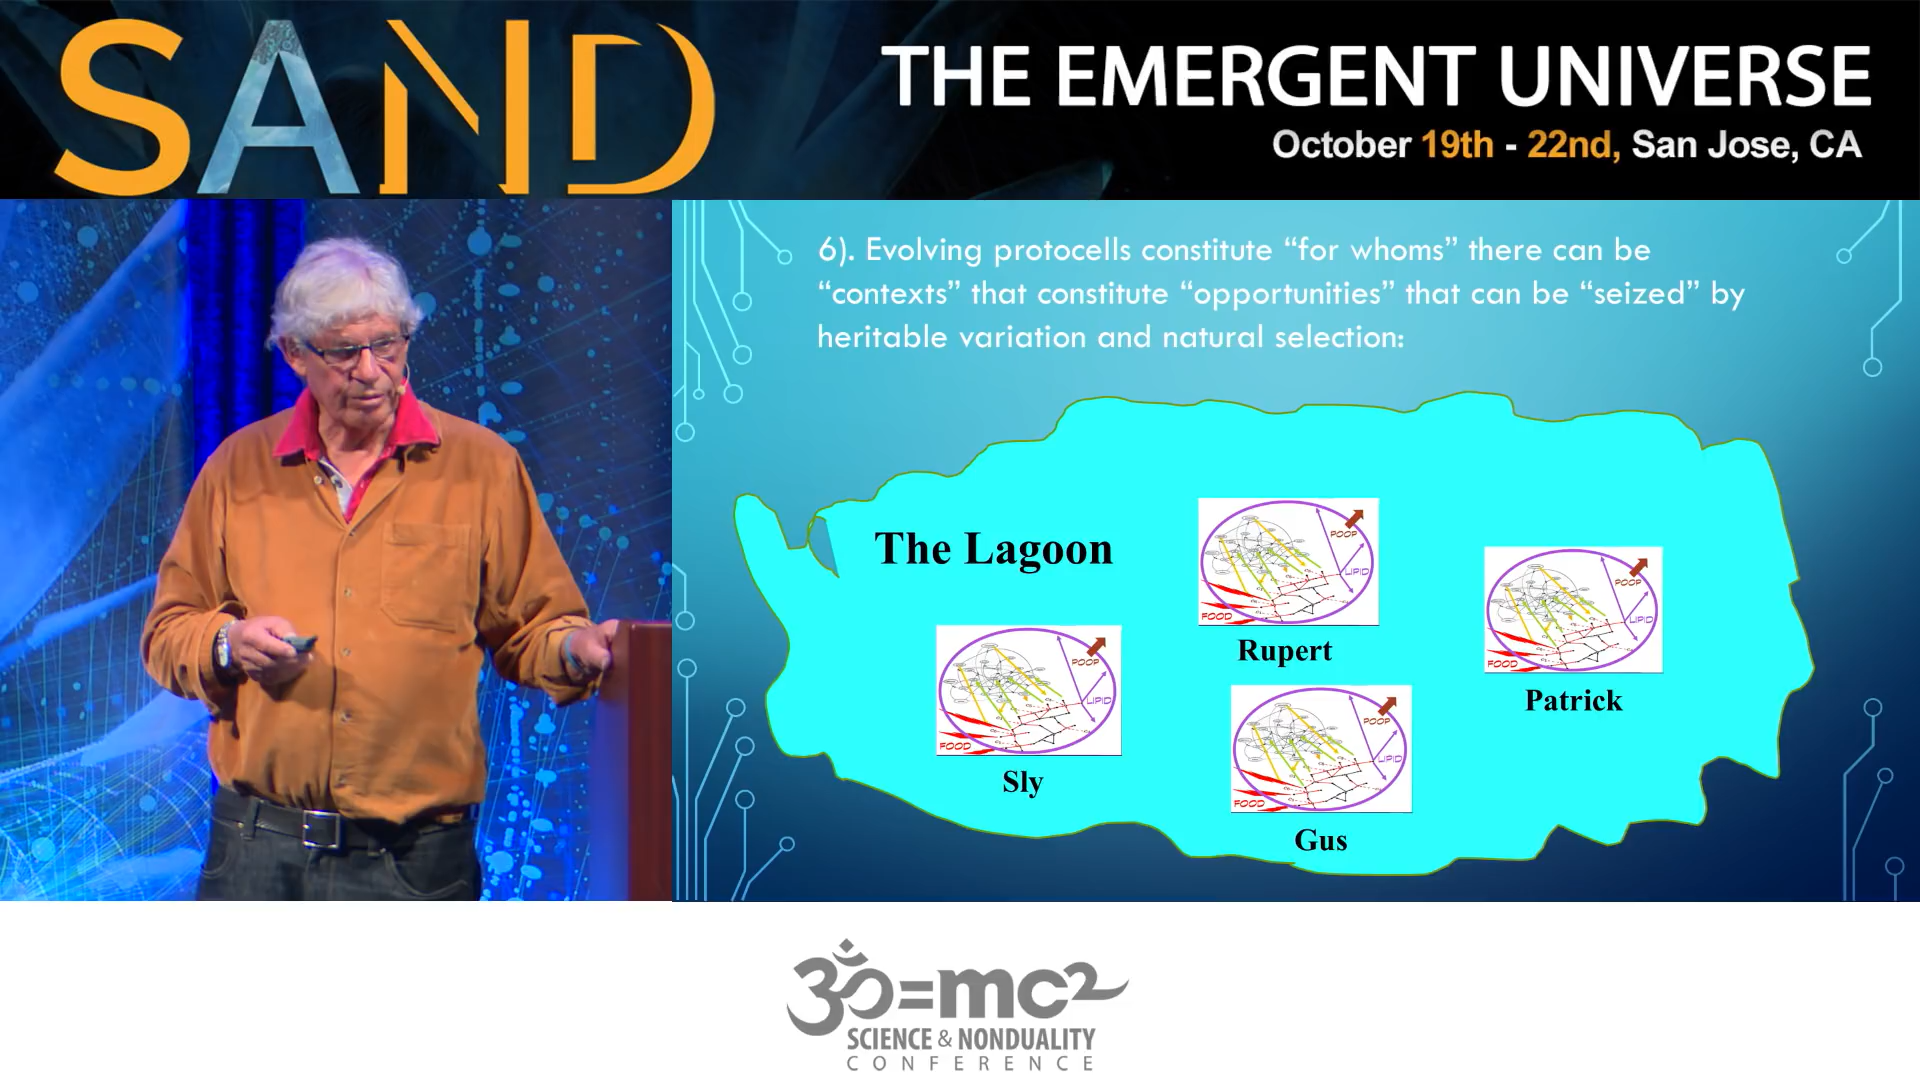 SAND
THE EMERGENT UNIVERSE
October 19th - 22nd, San Jose, CA
6). Evolving protocells constitute “for whoms” there can be
“contexts” that constitute “opportunities” that can be “seized” by
heritable variation and natural selection:
The Lagoon
POOP
LIPID
FOOD
Rupert
POOP
LIPID
FOOD
Patrick
POOP
LIPID
FOOD
Sly
POOP
LIPID
FOOD
Gus
ॐ=mc2
SCIENCE & NONDUALITY
CONFERENCE